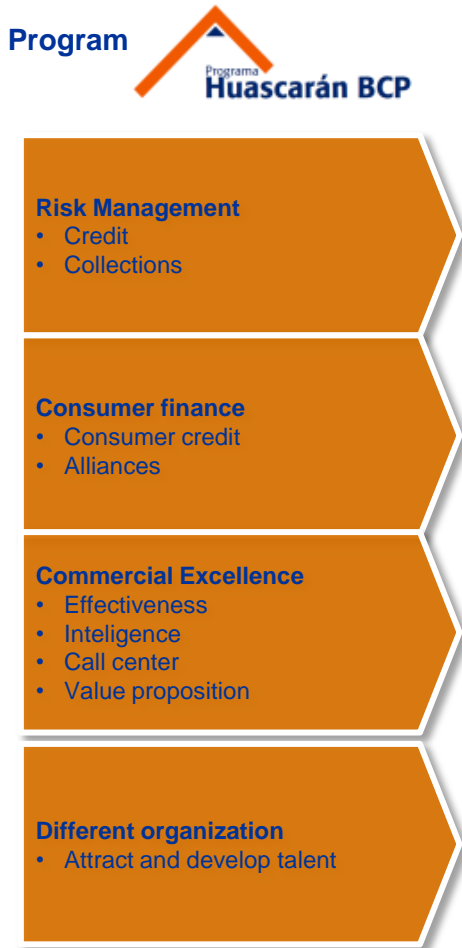 Program
Programa
Huascarán BCP
Risk Management
• Credit
• Collections
Consumer finance
• Consumer credit
• Alliances
Commercial Excellence
• Effectiveness
• Inteligence
• Call center
• Value proposition
Different organization
• Attract and develop talent